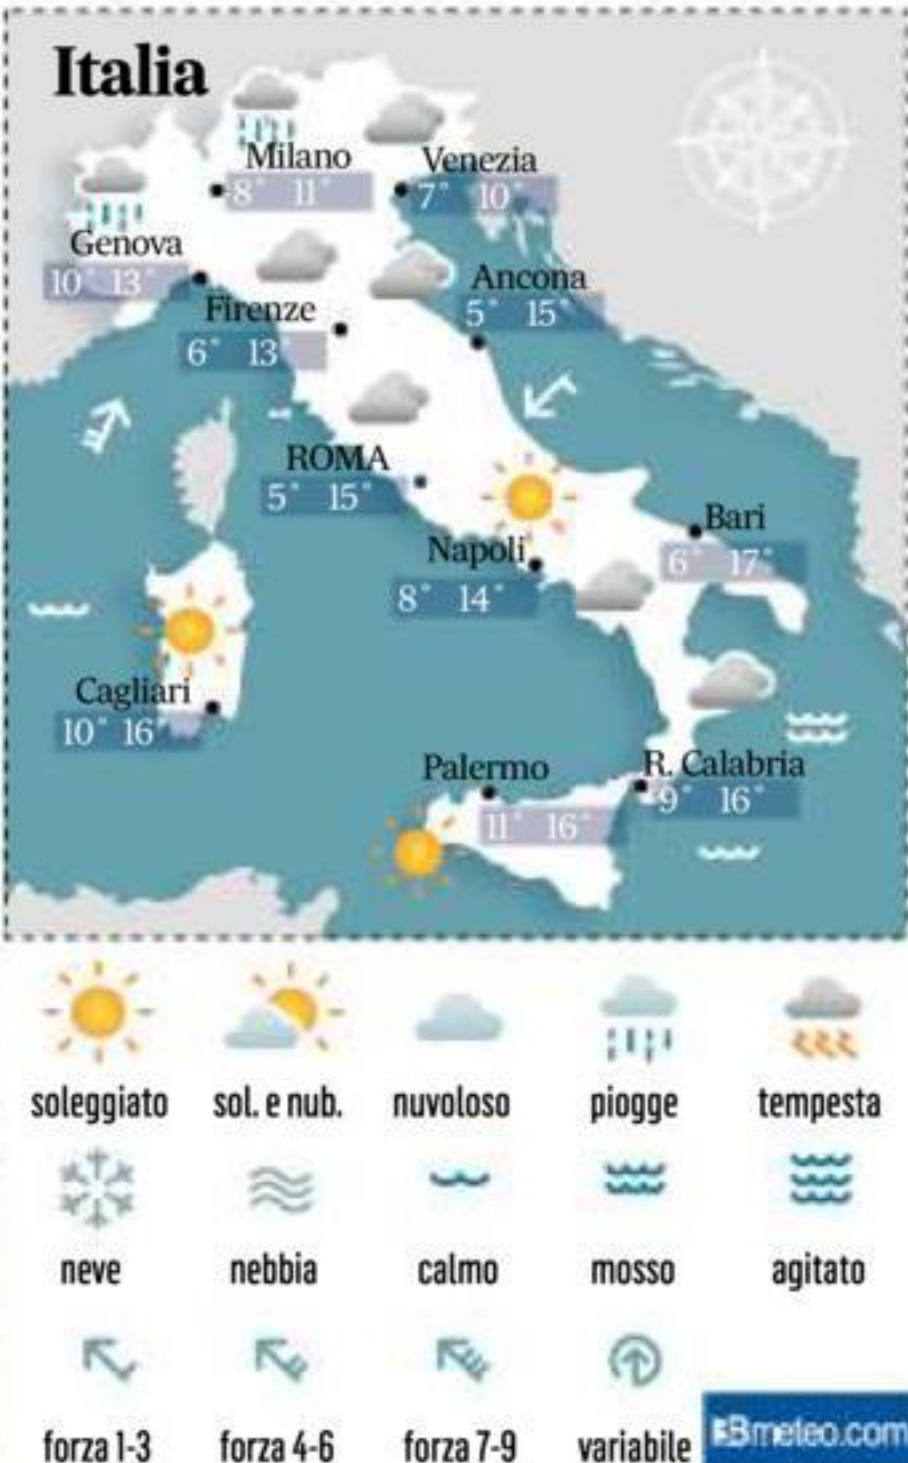 Italia
Milano
8° 11°
Venezia
7° 10°
Genova
10° 13°
Ancona
5° 15°
Firenze
6° 13°
ROMA
5° 15°
Bari
6° 17°
Napoli
8° 14°
Cagliari
10° 16°
Palermo
11° 16°
R. Calabria
9° 16°
soleggiato sol. e nub. nuvoloso piogge tempesta
neve nebbia calmo mosso agitato
forza 1-3 forza 4-6 forza 7-9 variabile
3Bmeteo.com